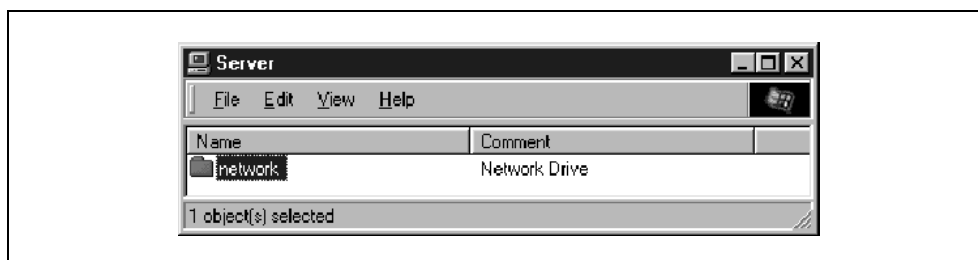 Server
File Edit View Help
Name Comment
network Network Drive
1 object(s) selected